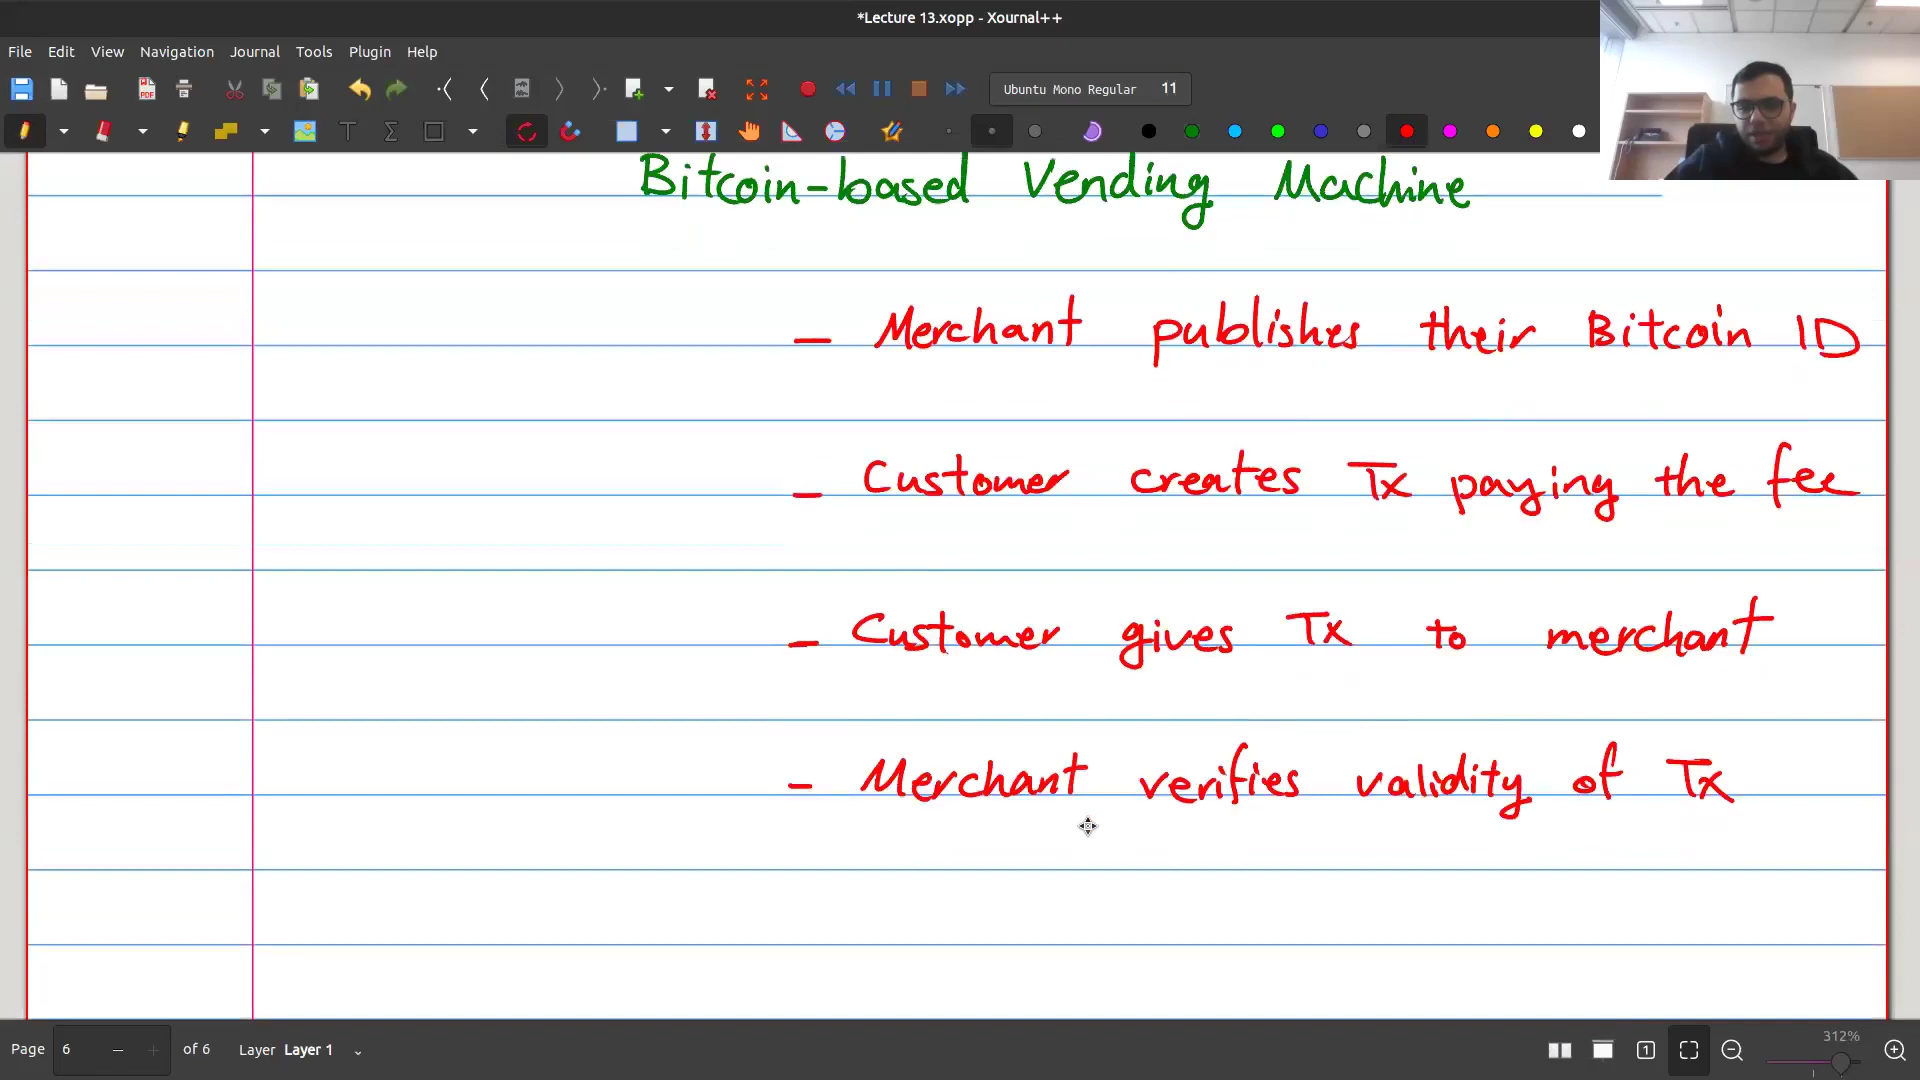 *Lecture 13.xopp - Xournal++
File Edit View Navigation Journal Tools Plugin Help
PDF
Ubuntu Mono Regular 11
Bitcoin-based Vending Machine
- Merchant publishes their Bitcoin ID
- Customer creates Tx paying the fee
- Customer gives Tx to merchant
- Merchant verifies validity of Tx
Page 6 of 6 Layer Layer 1
312%